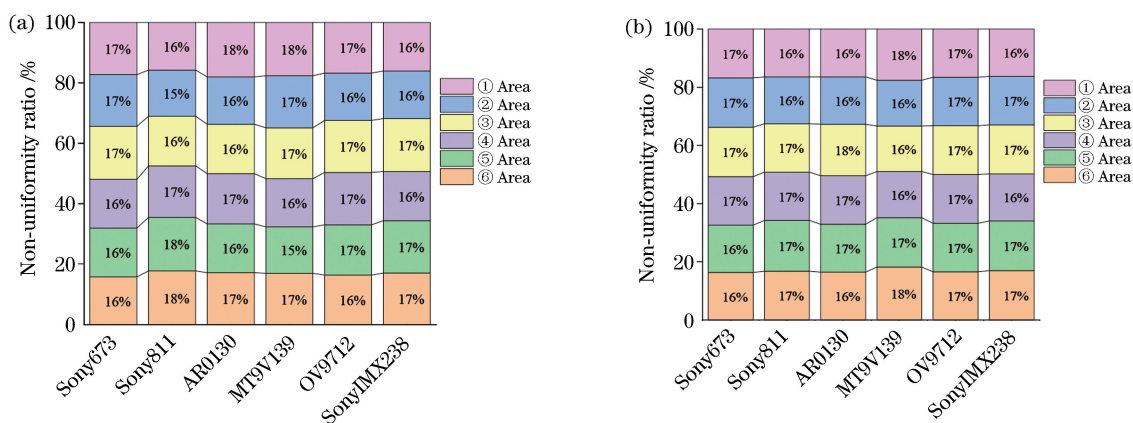 (a)
Non-uniformity ratio /%
100
80
60
40
20
0
17% 16% 18% 18% 17% 16%
17% 15% 16% 17% 16% 16%
17% 16% 16% 17% 17% 17%
16% 17% 17% 16% 17% 16%
16% 18% 16% 15% 17% 17%
16% 18% 17% 17% 16% 17%
Sony673 Sony811 AR0130 MT9V139 OV9712 SonyIMX238
① Area
② Area
③ Area
④ Area
⑤ Area
⑥ Area
(b)
Non-uniformity ratio /%
100
80
60
40
20
0
17% 16% 16% 18% 17% 16%
17% 16% 16% 16% 17% 17%
17% 17% 18% 16% 17% 17%
17% 17% 17% 16% 17% 16%
16% 17% 17% 17% 17% 17%
16% 17% 16% 18% 17% 17%
Sony673 Sony811 AR0130 MT9V139 OV9712 SonyIMX238
① Area
② Area
③ Area
④ Area
⑤ Area
⑥ Area